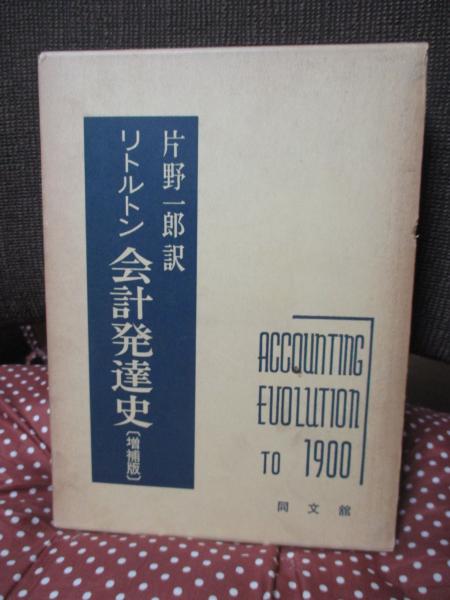 片野一郎訳
リトルトン 会計発達史〔増補版〕
ACCOUNTING
EVOLUTION
TO 1900
同文舘